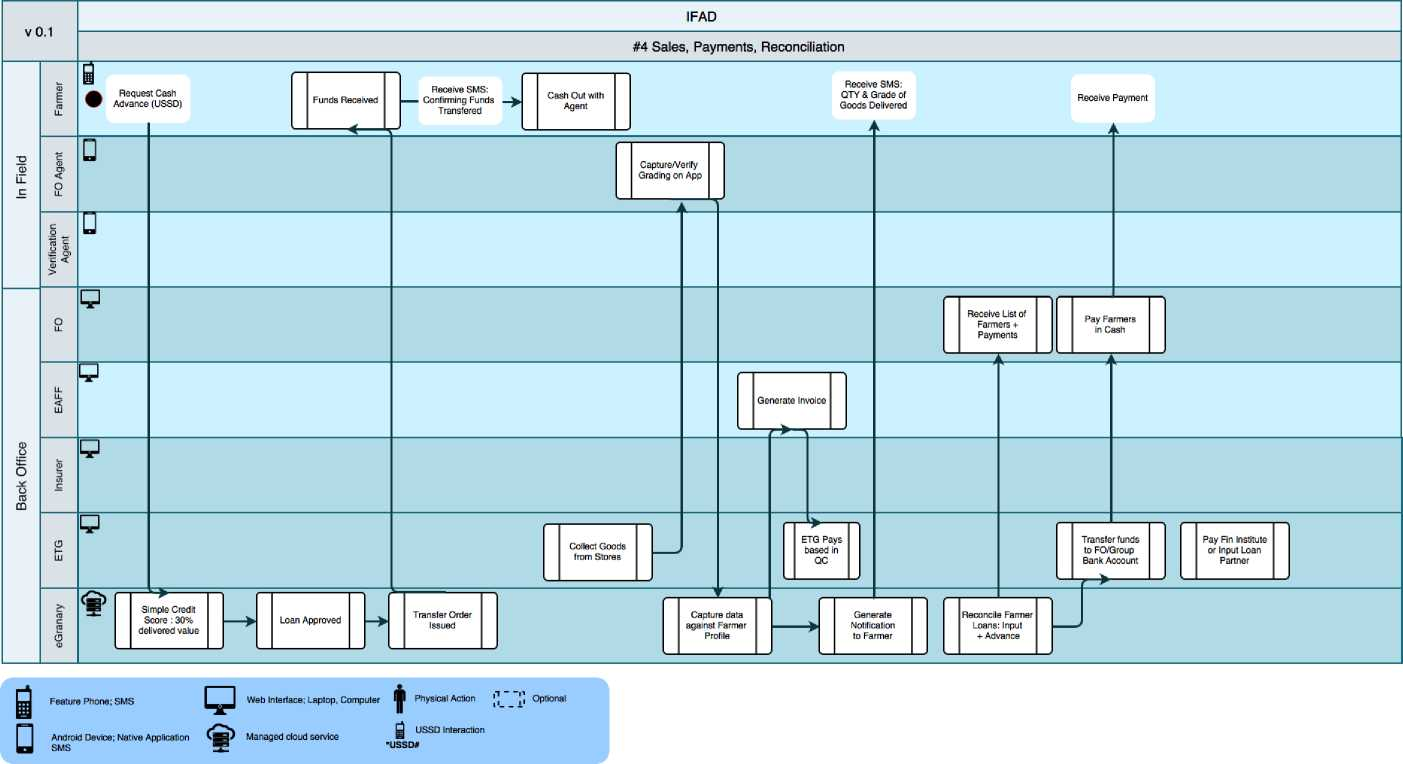 v 0.1
IFAD
#4 Sales, Payments, Reconciliation
In Field
Farmer
Request Cash
Advance (USSD)
Funds Received
Receive SMS:
Confirming Funds
Transfered
Cash Out with
Agent
Receive SMS:
QTY & Grade of
Goods Delivered
Receive Payment
FO Agent
Capture/Verify
Grading on App
Verification
Agent
Back Office
FO
Receive List of
Farmers +
Payments
Pay Farmers
in Cash
EAFF
Generate Invoice
Insurer
ETG
Collect Goods
from Stores
ETG Pays
based in
QC
Transfer funds
to FO/Group
Bank Account
Pay Fin Institute
or Input Loan
Partner
eGranary
Simple Credit
Score : 30%
delivered value
Loan Approved
Transfer Order
Issued
Capture data
against Farmer
Profile
Generate
Notification
to Farmer
Reconcile Farmer
Loans: Input
+ Advance
Feature Phone; SMS
Web Interface; Laptop, Computer
Physical Action
Optional
Android Device; Native Application
SMS
Managed cloud service
USSD Interaction
*USSD#